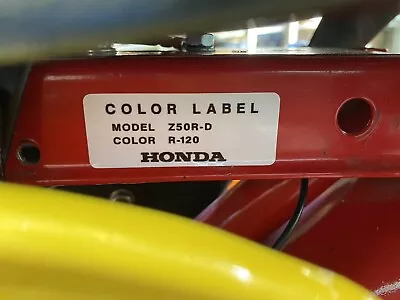 COLOR LABEL
MODEL Z50R-D
COLOR R-120
HONDA